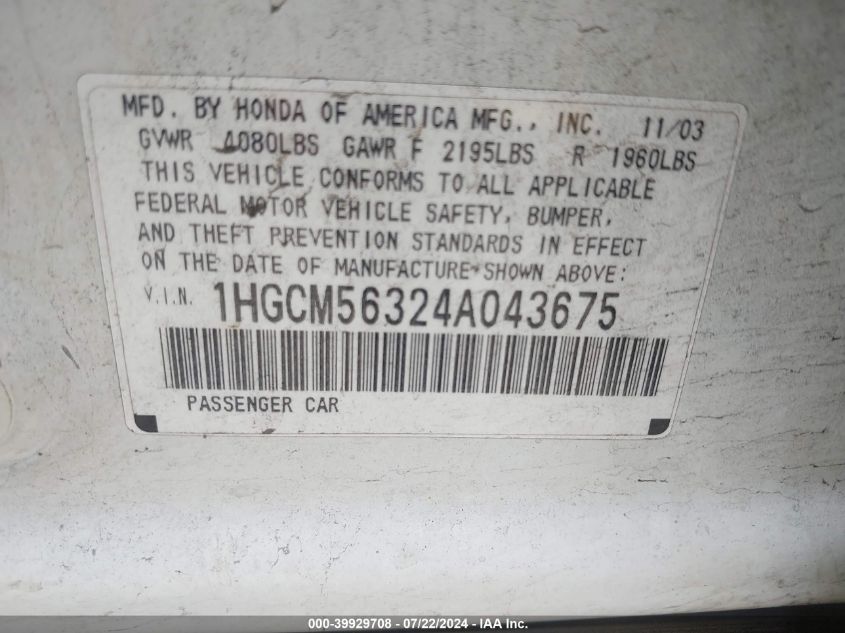 MFD. BY HONDA OF AMERICA MFG., INC. 11/03
GVWR 4080LBS GAWR F 2195LBS R 1960LBS
THIS VEHICLE CONFORMS TO ALL APPLICABLE
FEDERAL MOTOR VEHICLE SAFETY, BUMPER,
AND THEFT PREVENTION STANDARDS IN EFFECT
ON THE DATE OF MANUFACTURE SHOWN ABOVE:
V.I.N. 1HGCM56324A043675
PASSENGER CAR
000-39929708 - 07/22/2024 - IAA Inc.